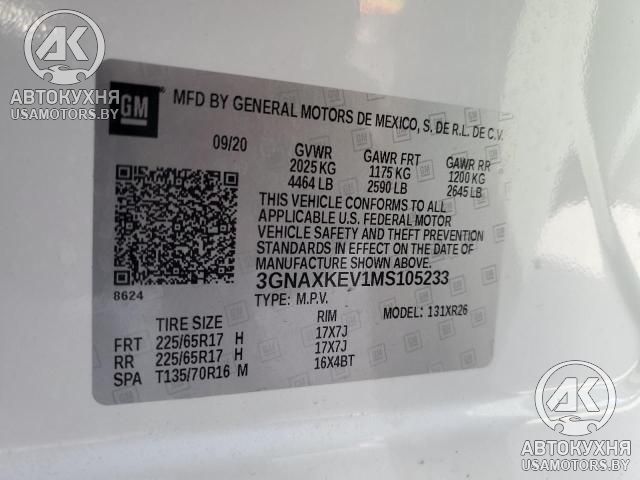 АК
АВТОКУХНЯ
USAMOTORS.BY
GM
MFD BY GENERAL MOTORS DE MEXICO, S. DE R.L. DE C.V.
09/20 GVWR GAWR FRT GAWR RR
2025 KG 1175 KG 1200 KG
4464 LB 2590 LB 2645 LB
THIS VEHICLE CONFORMS TO ALL
APPLICABLE U.S. FEDERAL MOTOR
VEHICLE SAFETY AND THEFT PREVENTION
STANDARDS IN EFFECT ON THE DATE OF
MANUFACTURE SHOWN ABOVE.
8624 3GNAXKEV1MS105233
TYPE: M.P.V. MODEL: 131XR26
TIRE SIZE RIM
FRT 225/65R17 H 17X7J
RR 225/65R17 H 17X7J
SPA T135/70R16 M 16X4BT
АК
АВТОКУХНЯ
USAMOTORS.BY